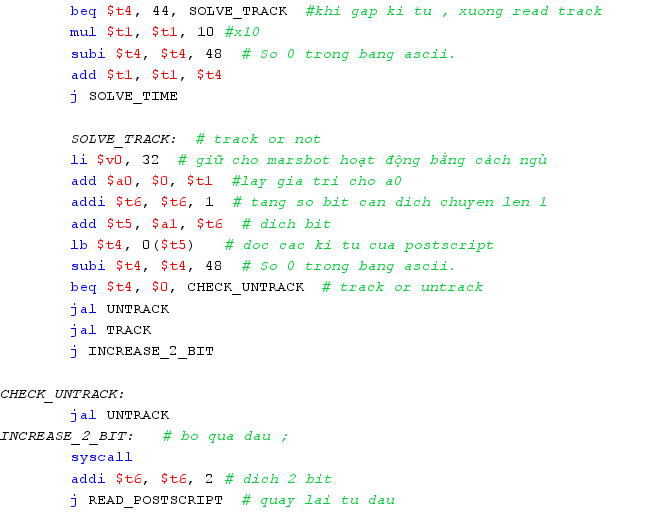 beq $t4, 44, SOLVE_TRACK #khi gap ki tu , xuong read track
mul $t1, $t1, 10 #x10
subi $t4, $t4, 48 # So 0 trong bang ascii.
add $t1, $t1, $t4
j SOLVE_TIME
SOLVE_TRACK: # track or not
li $v0, 32 # giữ cho marsbot hoạt động bằng cách ngủ
add $a0, $0, $t1 #lay gia tri cho a0
addi $t6, $t6, 1 # tang so bit can dich chuyen len 1
add $t5, $a1, $t6 # dich bit
lb $t4, 0($t5) # doc cac ki tu cua postscript
subi $t4, $t4, 48 # So 0 trong bang ascii.
beq $t4, $0, CHECK_UNTRACK # track or untrack
jal UNTRACK
jal TRACK
j INCREASE_2_BIT
CHECK_UNTRACK:
jal UNTRACK
INCREASE_2_BIT: # bo qua dau ;
syscall
addi $t6, $t6, 2 # dich 2 bit
j READ_POSTSCRIPT # quay lai tu dau